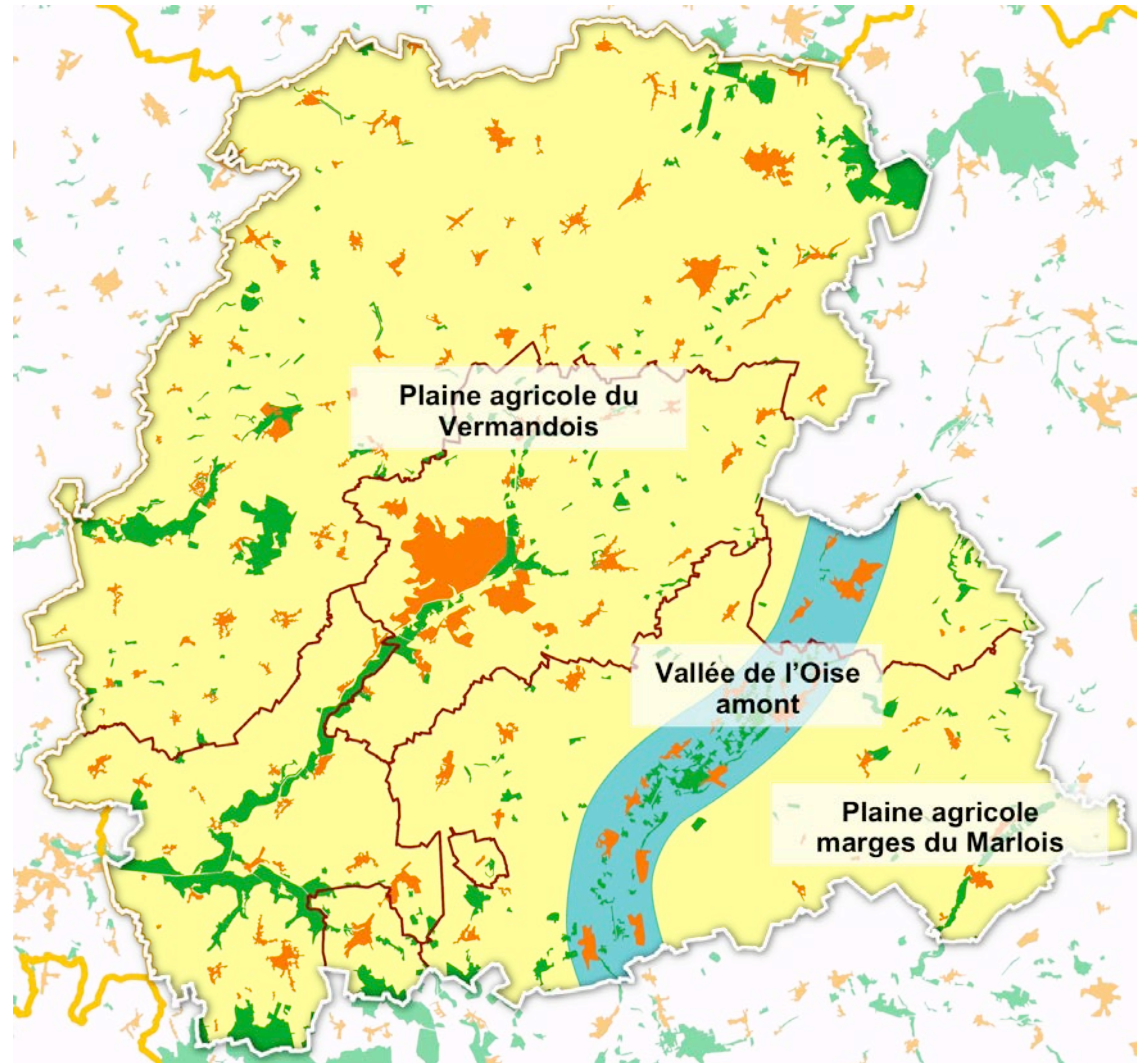 Plaine agricole du
Vermandois
Vallée de l'Oise
amont
Plaine agricole
marges du Marlois